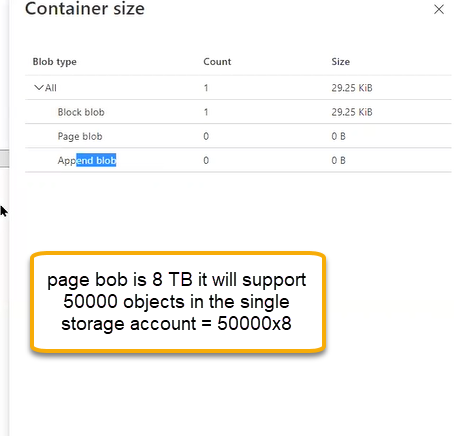 Container size
Blob type Count Size
All 1 29.25 KiB
Block blob 1 29.25 KiB
Page blob 0 0 B
Append blob 0 0 B
page bob is 8 TB it will support
50000 objects in the single
storage account = 50000x8